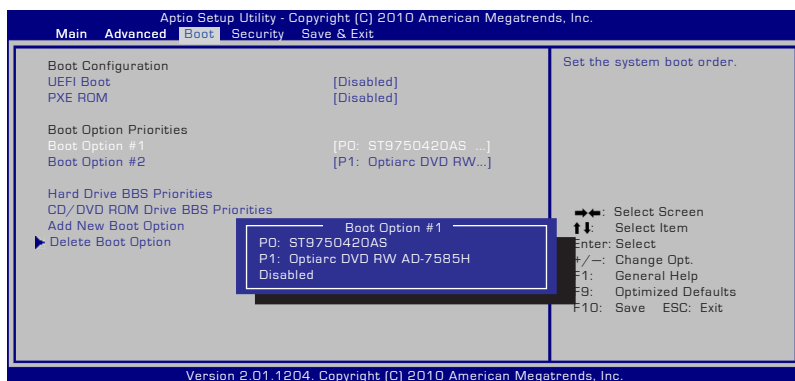 Aptio Setup Utility - Copyright (C) 2010 American Megatrends, Inc.
Main Advanced Boot Security Save & Exit
Boot Configuration
UEFI Boot [Disabled]
PXE ROM [Disabled]
Boot Option Priorities
Boot Option #1 [P0: ST9750420AS ...]
Boot Option #2 [P1: Optiarc DVD RW...]
Hard Drive BBS Priorities
CD/DVD ROM Drive BBS Priorities
Add New Boot Option
Delete Boot Option
Boot Option #1
P0: ST9750420AS
P1: Optiarc DVD RW AD-7585H
Disabled
Set the system boot order.
→←: Select Screen
↑↓: Select Item
Enter: Select
+/—: Change Opt.
F1: General Help
F9: Optimized Defaults
F10: Save ESC: Exit
Version 2.01.1204. Copyright (C) 2010 American Megatrends, Inc.